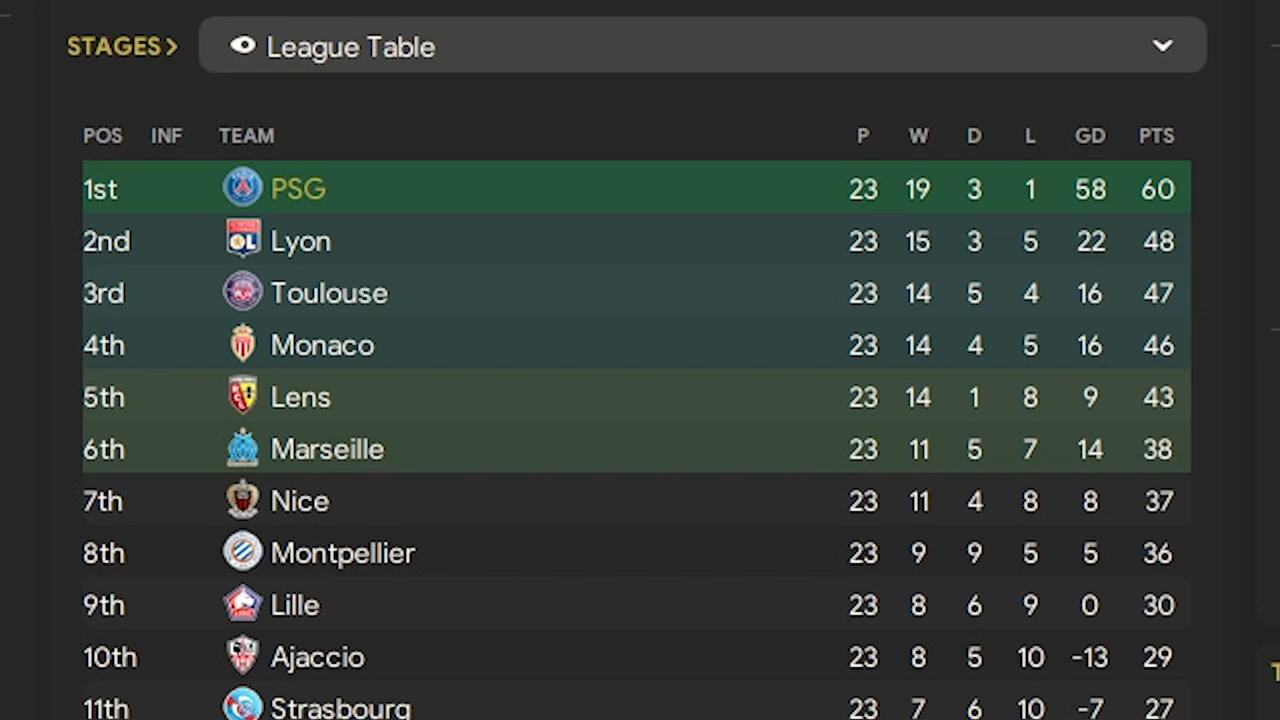 STAGES> League Table
POS INF TEAM P W D L GD PTS
1st PSG 23 19 3 1 58 60
2nd Lyon 23 15 3 5 22 48
3rd Toulouse 23 14 5 4 16 47
4th Monaco 23 14 4 5 16 46
5th Lens 23 14 1 8 9 43
6th Marseille 23 11 5 7 14 38
7th Nice 23 11 4 8 8 37
8th Montpellier 23 9 9 5 5 36
9th Lille 23 8 6 9 0 30
10th Ajaccio 23 8 5 10 -13 29
11th Strasbourg 23 7 6 10 -7 27